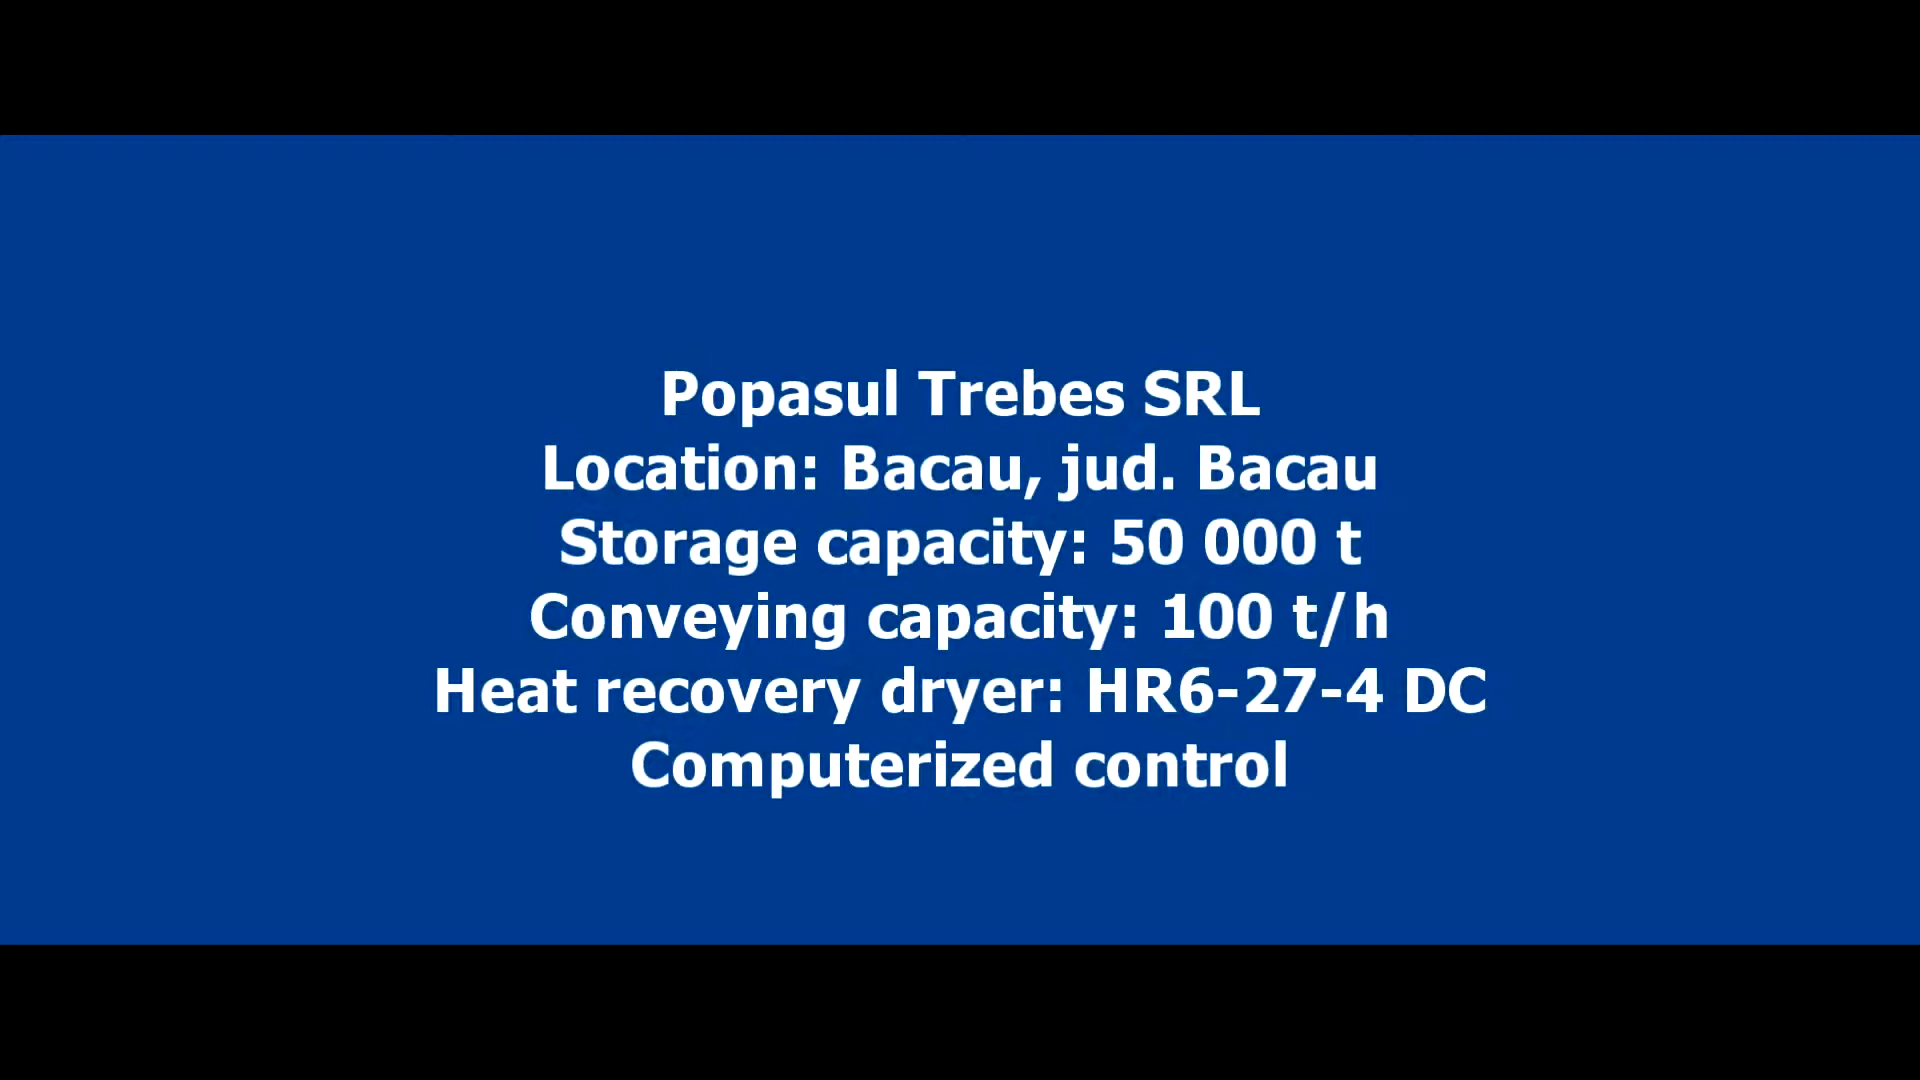 Popasul Trebes SRL
Location: Bacau, jud. Bacau
Storage capacity: 50 000 t
Conveying capacity: 100 t/h
Heat recovery dryer: HR6-27-4 DC
Computerized control